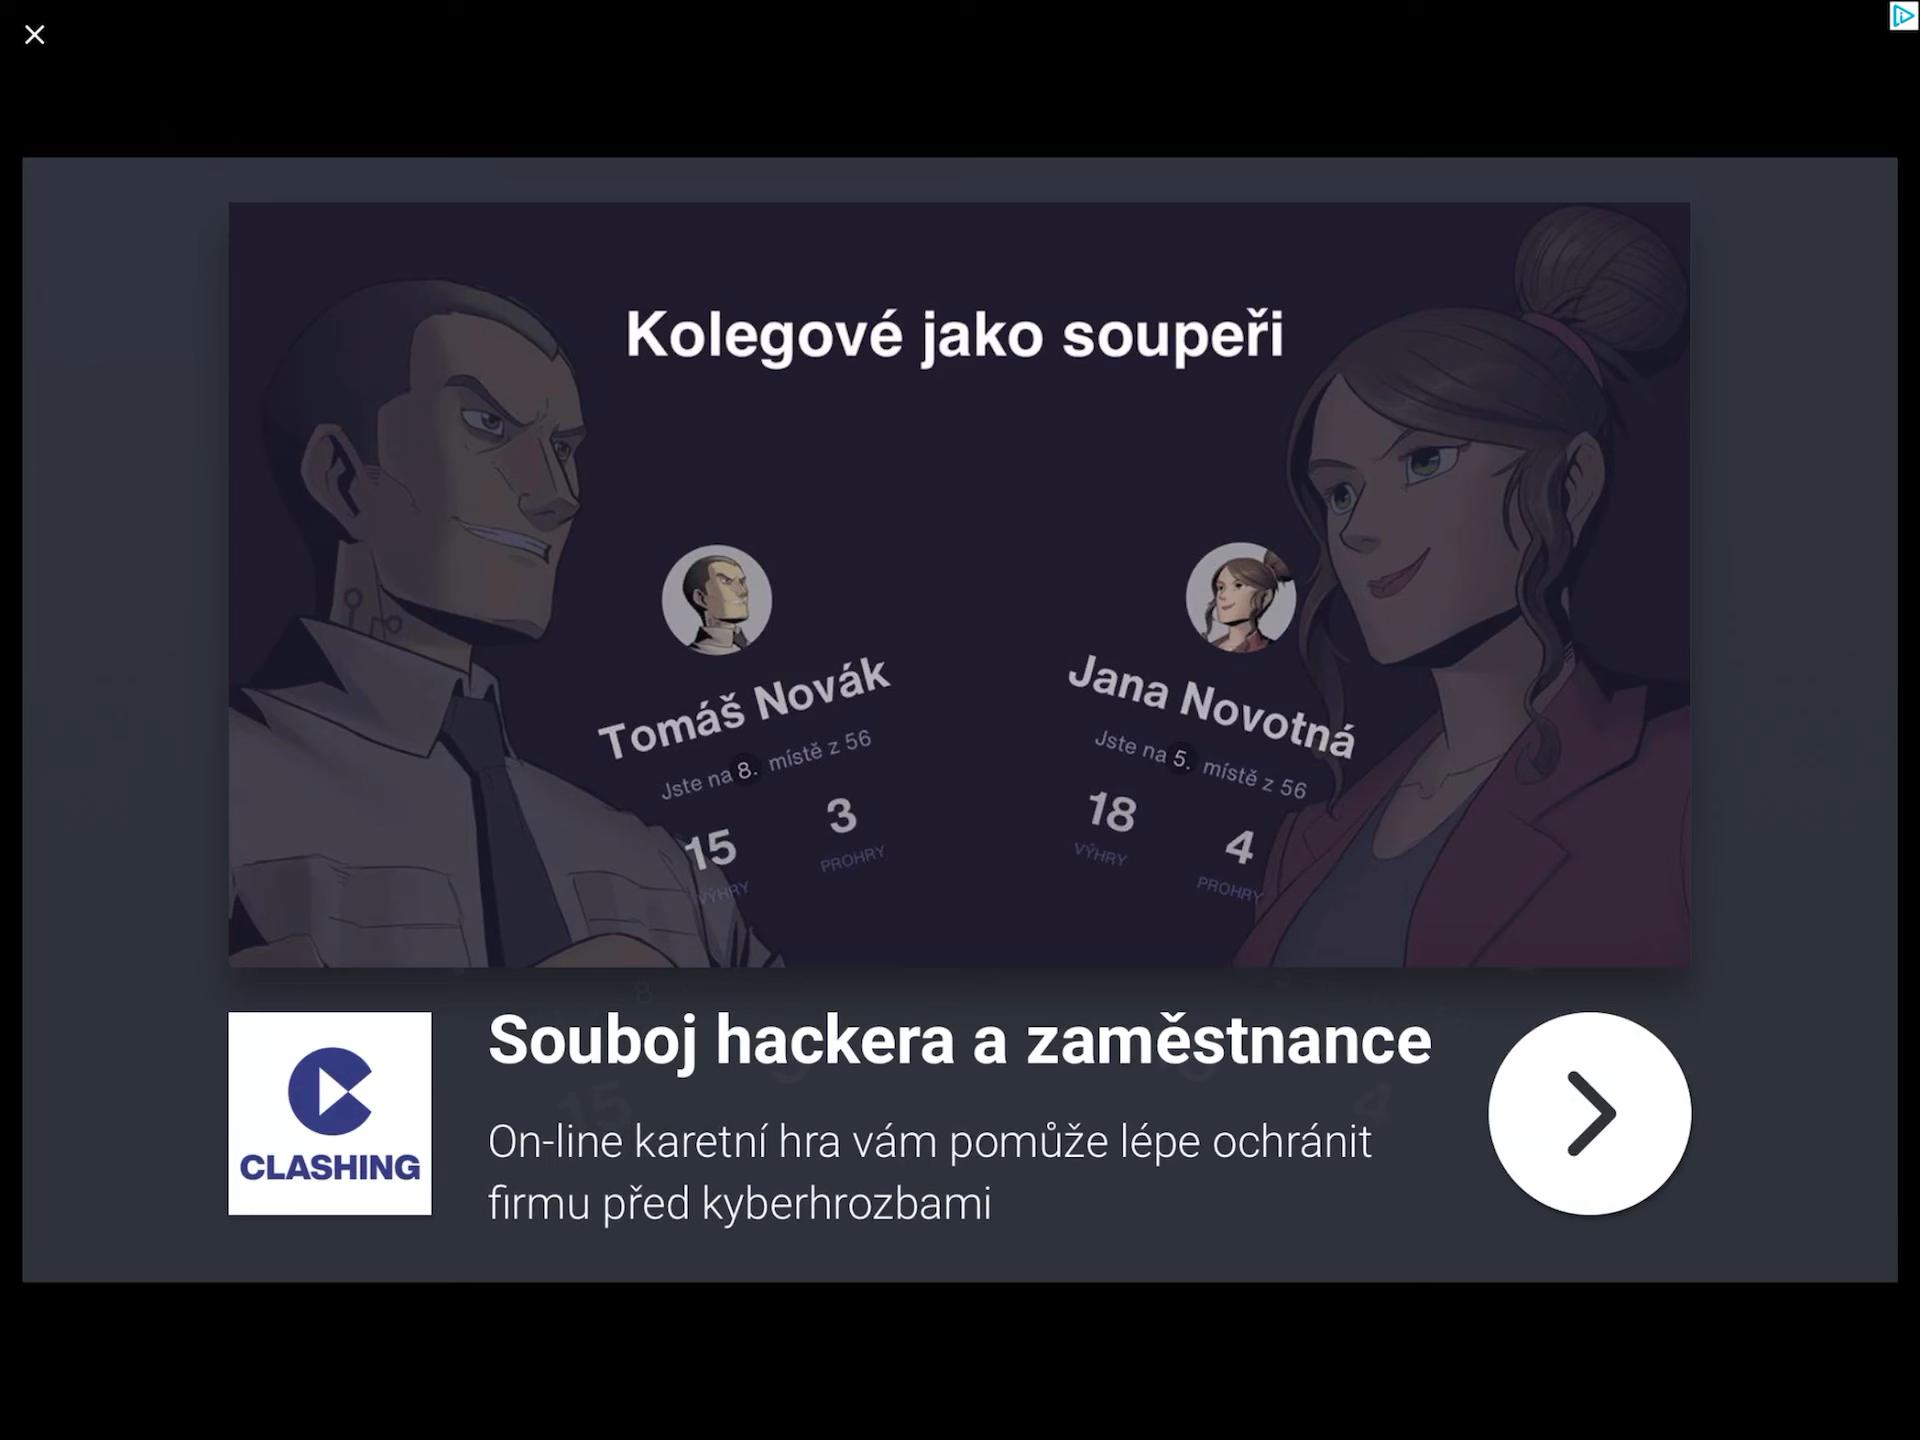 Kolegové jako soupeři
Tomáš Novák
Jste na 8. místě z 56
15
VÝHRY
3
PROHRY
Jana Novotná
Jste na 5. místě z 56
18
VÝHRY
4
PROHRY
CLASHING
Souboj hackera a zaměstnance
On-line karetní hra vám pomůže lépe ochránit
firmu před kyberhrozbami